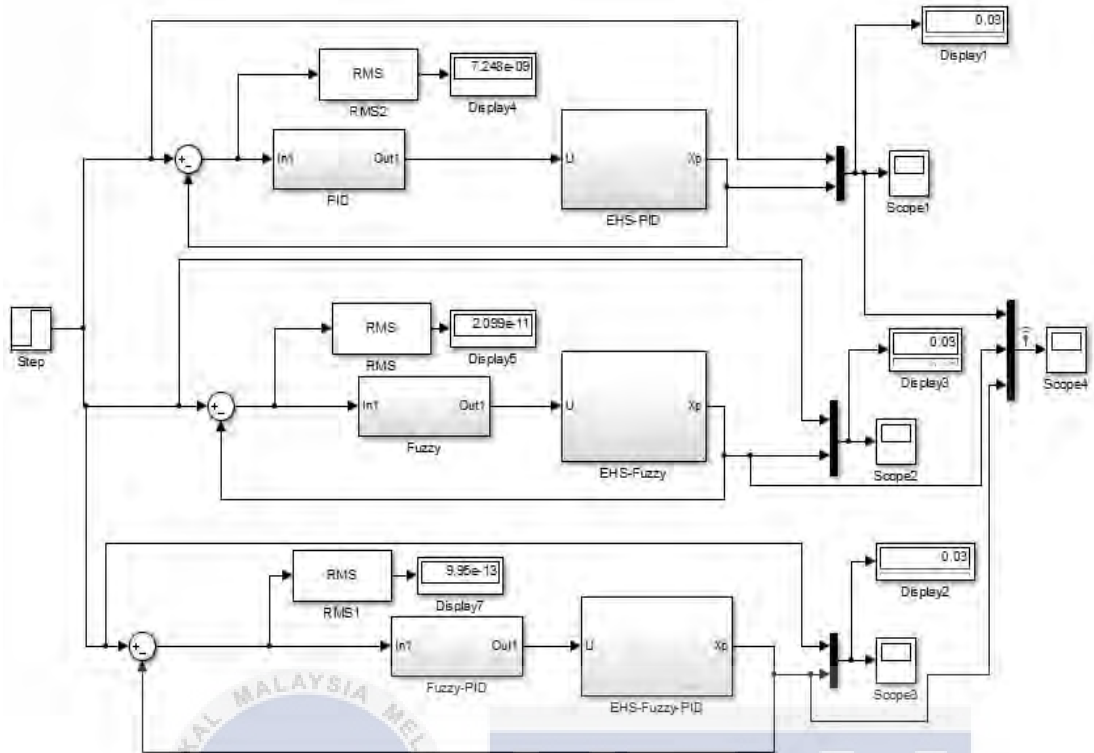 0.03
Display1
RMS
RMS2
7.248e-09
Display4
In1
Out1
PID
U
Xp
EHS-PID
Scope1
Step
RMS
RMS
2.099e-11
Display5
In1
Out1
Fuzzy
U
Xp
EHS-Fuzzy
0.03
Display3
Scope2
Scope4
RMS
RMS1
9.95e-13
Display7
In1
Out1
Fuzzy-PID
U
Xp
EHS-Fuzzy-PID
0.03
Display2
Scope3
MALAYSIA